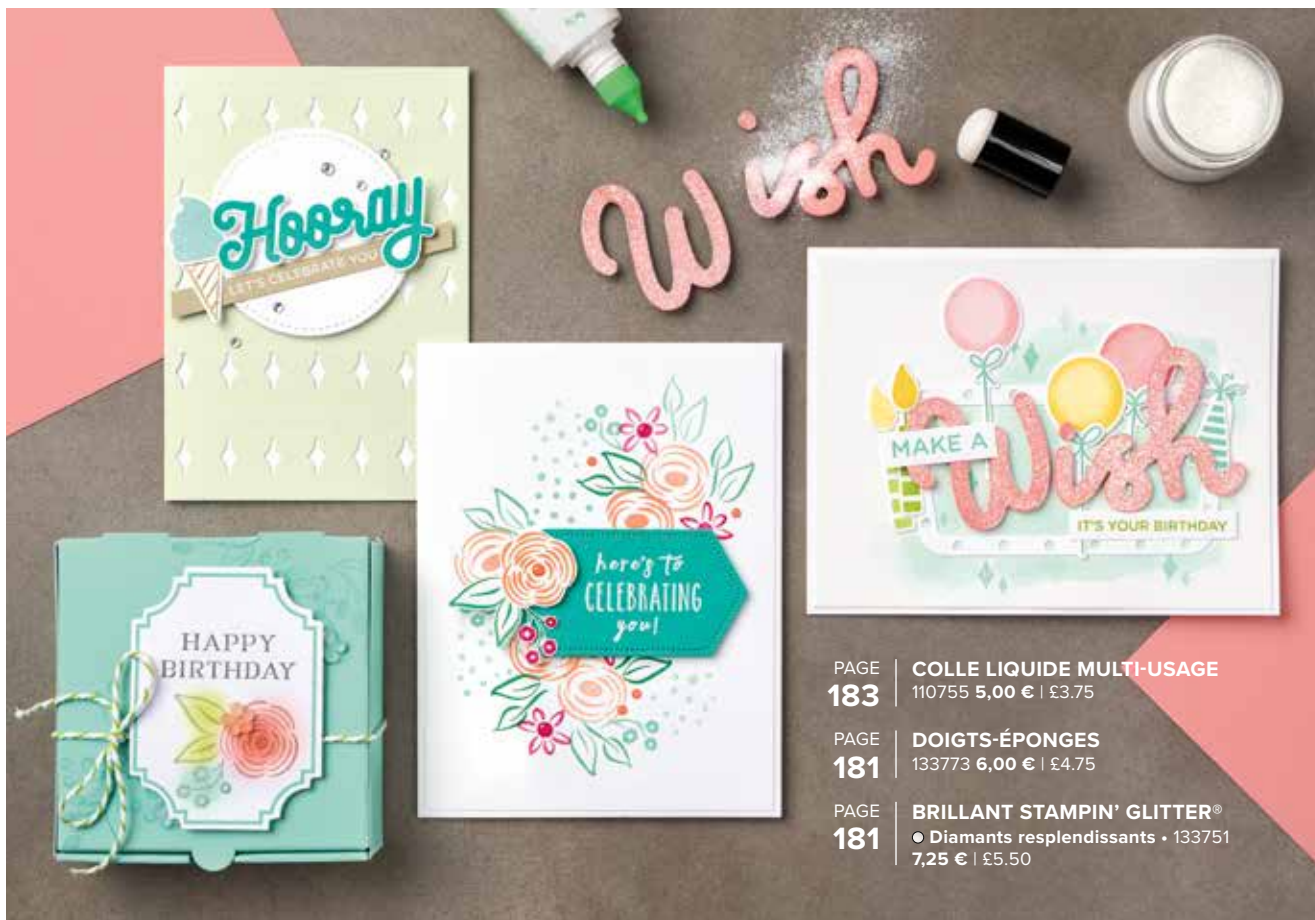 Hooray
LET'S CELEBRATE YOU
Wish
MAKE A
Wish
IT'S YOUR BIRTHDAY
here's to
CELEBRATING
you!
HAPPY
BIRTHDAY
PAGE
183
COLLE LIQUIDE MULTI-USAGE
110755 5,00 € | £3.75
PAGE
181
DOIGTS-ÉPONGES
133773 6,00 € | £4.75
PAGE
181
BRILLANT STAMPIN' GLITTER®
Diamants resplendissants • 133751
7,25 € | £5.50